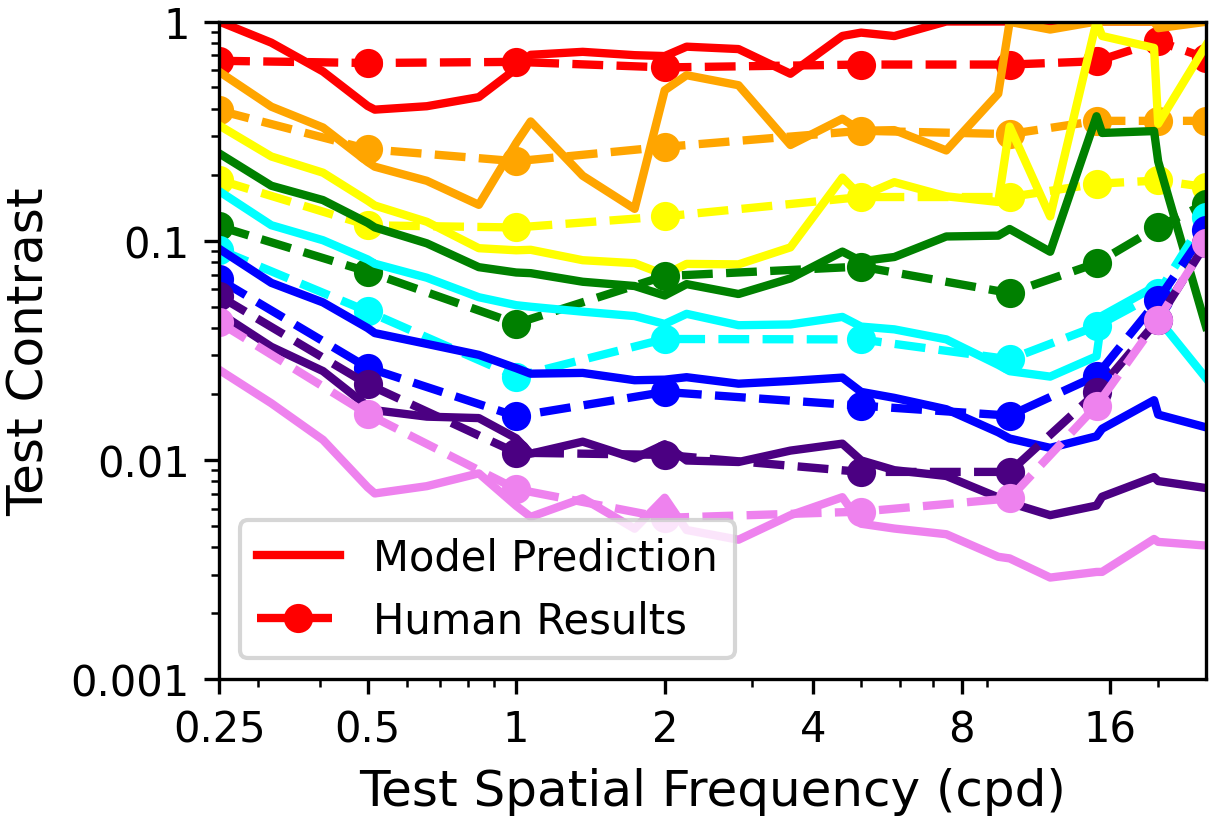 1
0.1
0.01
0.001
Test Contrast
Model Prediction
Human Results
0.25 0.5 1 2 4 8 16
Test Spatial Frequency (cpd)